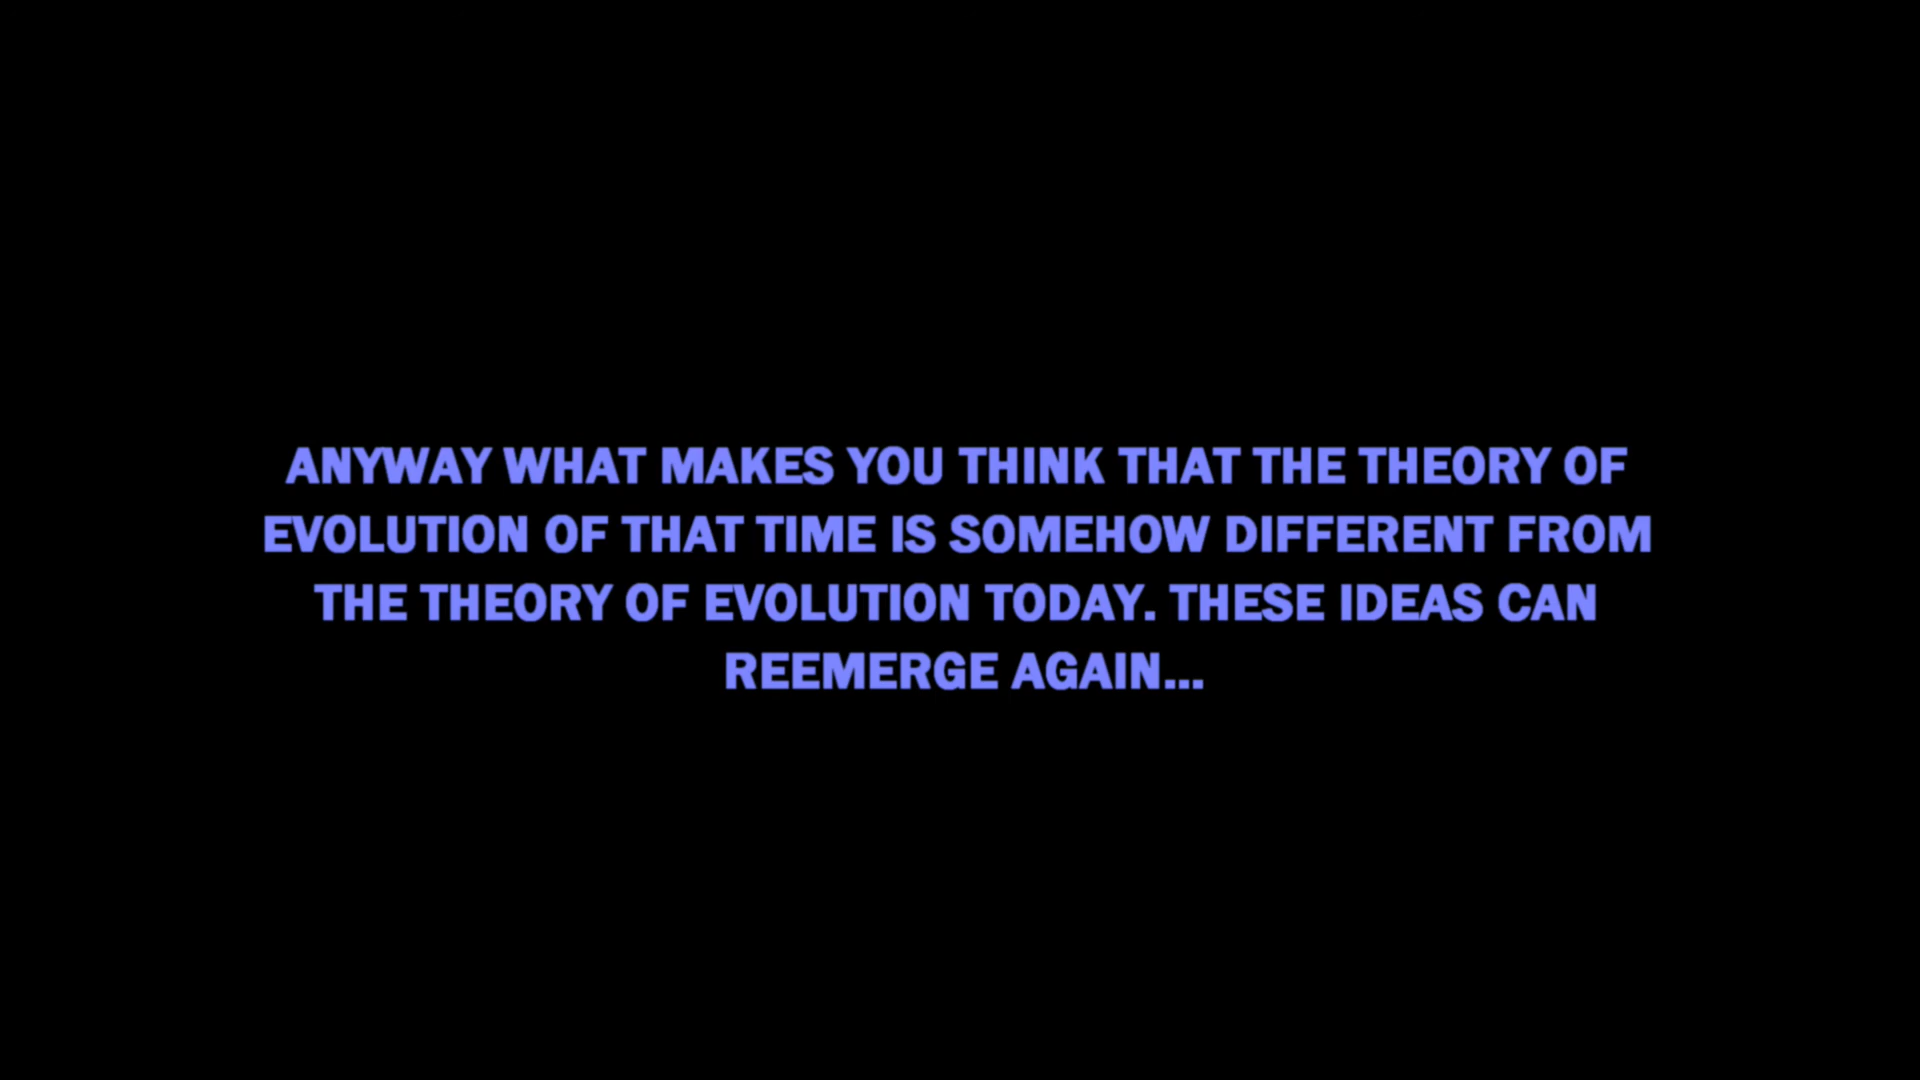 ANYWAY WHAT MAKES YOU THINK THAT THE THEORY OF
EVOLUTION OF THAT TIME IS SOMEHOW DIFFERENT FROM
THE THEORY OF EVOLUTION TODAY. THESE IDEAS CAN
REEMERGE AGAIN...